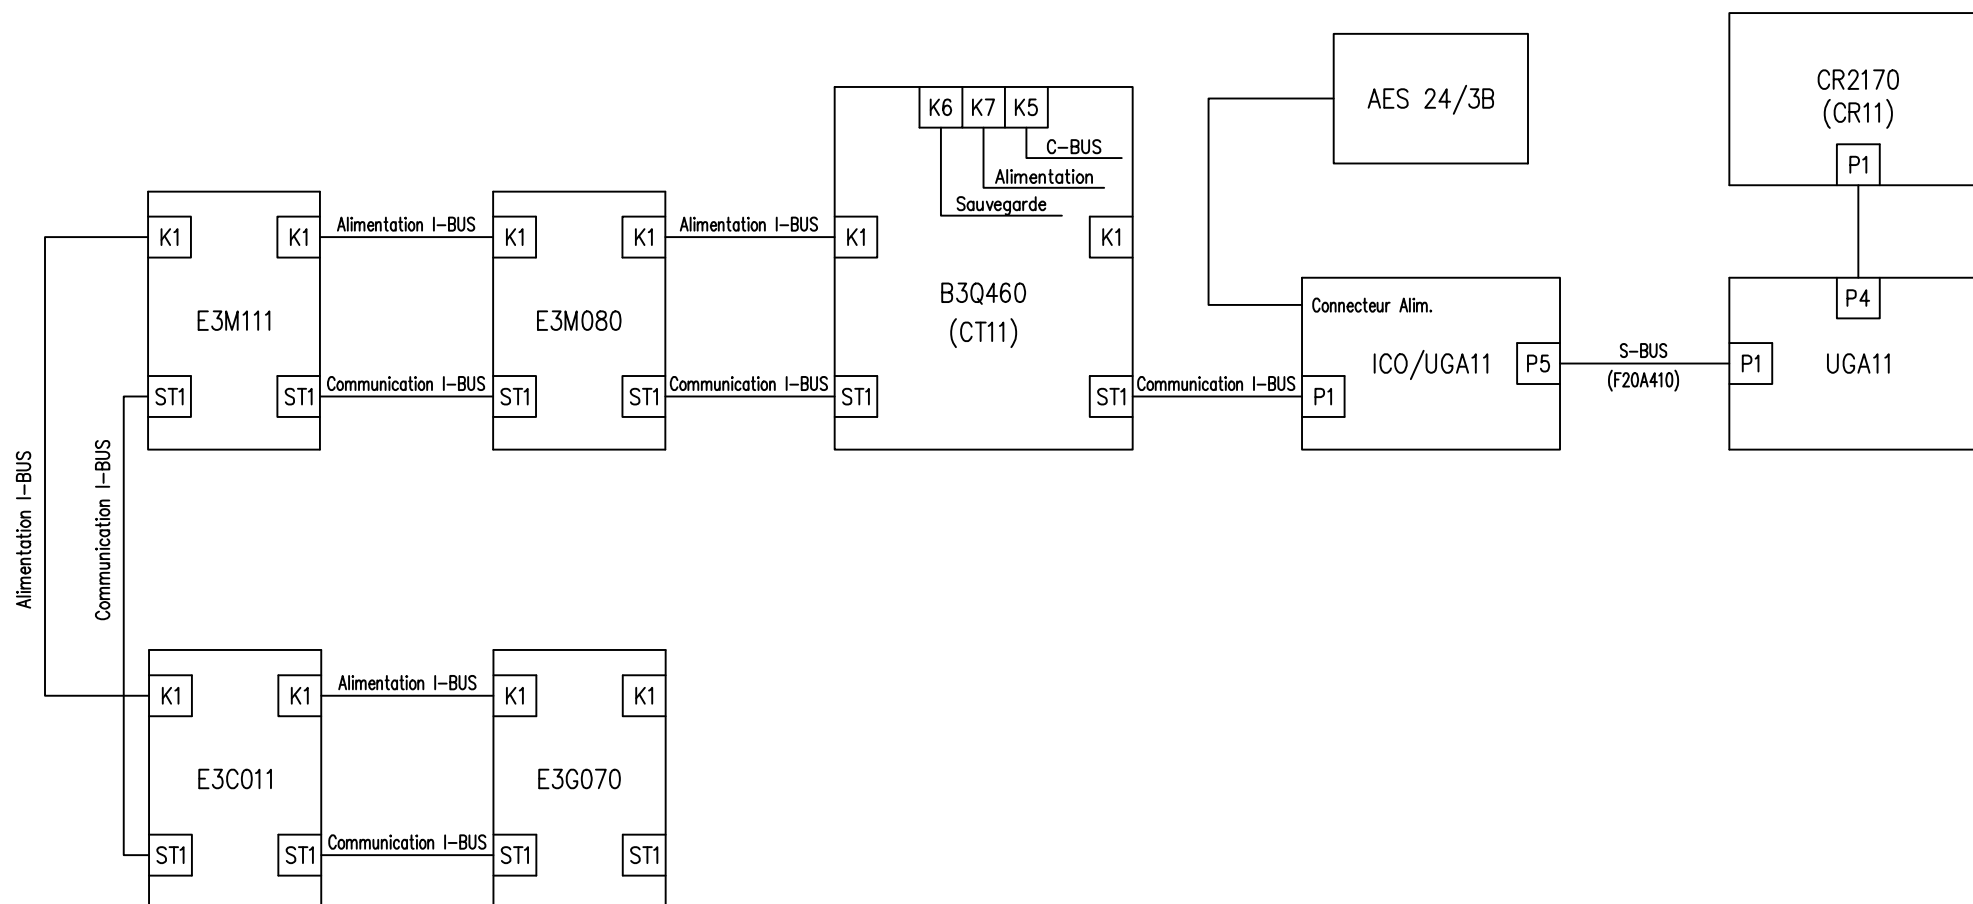 CR2170
(CR11)
P1
AES 24/3B
K6 K7 K5
C-BUS
Alimentation
Sauvegarde
K1 K1 Alimentation I-BUS K1 K1 Alimentation I-BUS K1 K1
E3M111
E3M080
B3Q460
(CT11)
ST1 ST1 Communication I-BUS ST1 ST1 Communication I-BUS ST1 ST1 Communication I-BUS P1
Connecteur Alim.
ICO/UGA11
P5
S-BUS
(F20A410)
P4
P1
UGA11
Alimentation I-BUS
Communication I-BUS
K1 K1 Alimentation I-BUS K1 K1
E3C011
E3G070
ST1 ST1 Communication I-BUS ST1 ST1